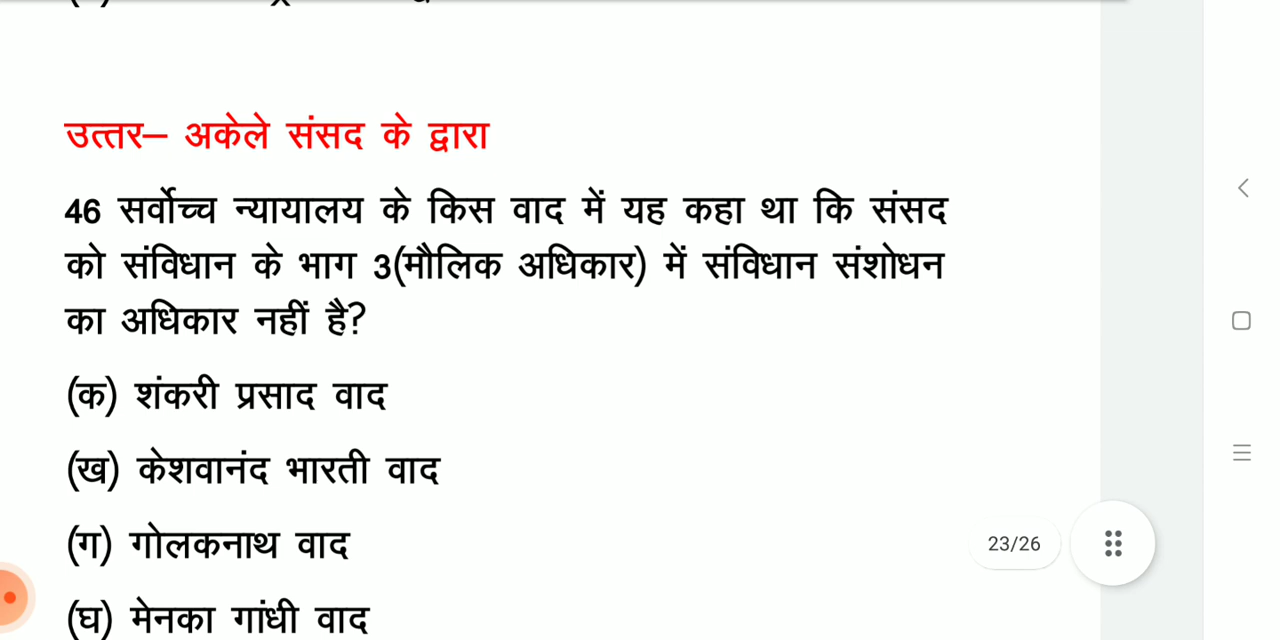 उत्तर– अकेले संसद के द्वारा
46 सर्वोच्च न्यायालय के किस वाद में यह कहा था कि संसद
को संविधान के भाग 3(मौलिक अधिकार) में संविधान संशोधन
का अधिकार नहीं है?
(क) शंकरी प्रसाद वाद
(ख) केशवानंद भारती वाद
(ग) गोलकनाथ वाद
23/26
(घ) मेनका गांधी वाद